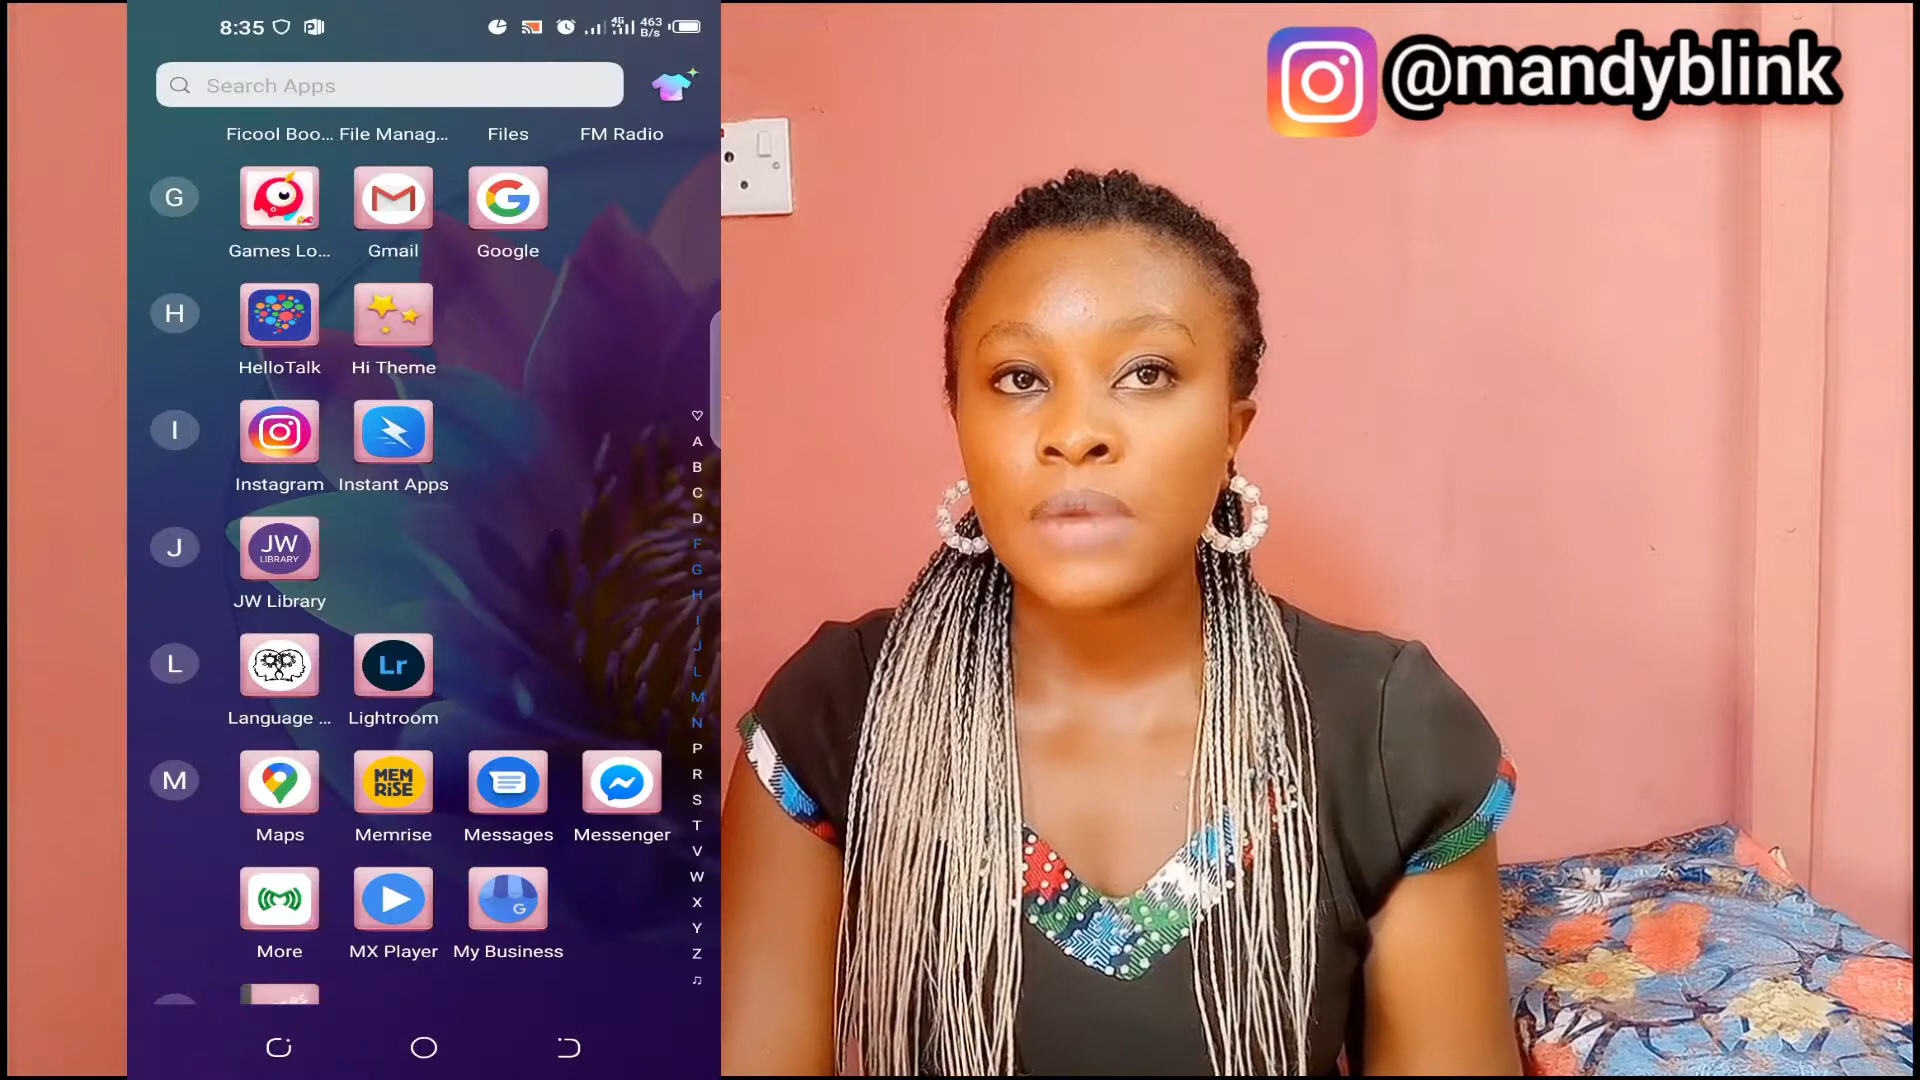 8:35
4G
463
B/s
@mandyblink
Search Apps
Ficool Boo... File Manag... Files FM Radio
G
Games Lo... Gmail Google
H
HelloTalk Hi Theme
I
Instagram Instant Apps
J
JW
LIBRARY
JW Library
L
Lr
Language ... Lightroom
M
MEM
RiSE
Maps Memrise Messages Messenger
G
More MX Player My Business
A
B
C
D
F
G
H
I
J
L
M
N
P
R
S
T
V
W
X
Y
Z